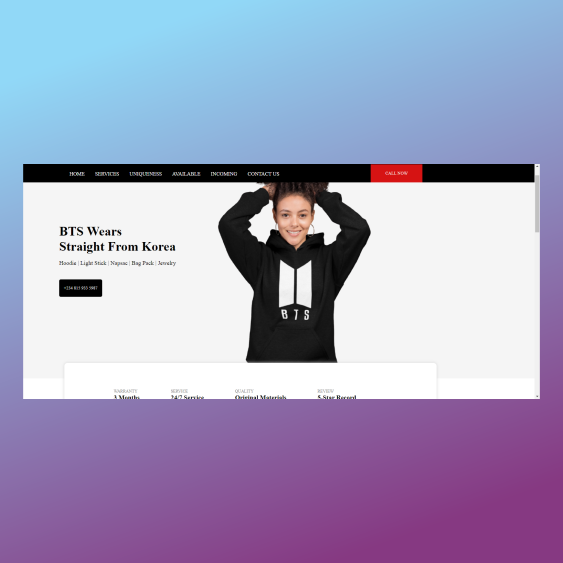 HOME SERVICES UNIQUENESS AVAILABLE INCOMING CONTACT US CALL NOW
BTS Wears
Straight From Korea
Hoodie | Light Stick | Napsac | Bag Pack | Jewelry
+234 815 953 5987
BTS
WARRANTY SERVICE QUALITY REVIEW
3 Months 24/7 Service Original Materials 5-Star Record